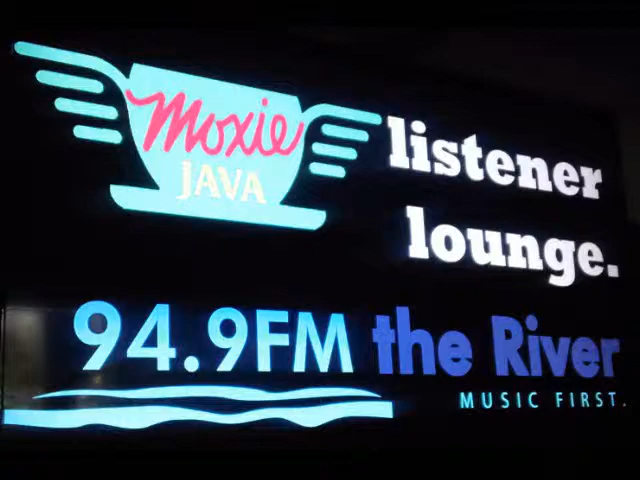 Moxie
JAVA
listener
lounge.
94.9FM the River
MUSIC FIRST.